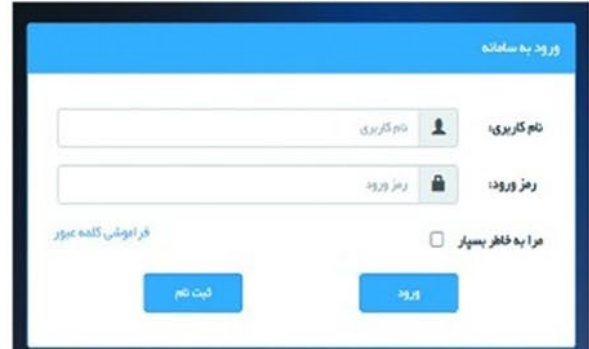 ورود به سامانه
نام کاربری: نام کاربری
رمز ورود: رمز ورود
مرا به خاطر بسپار
فراموشی کلمه عبور
ورود
ثبت نام